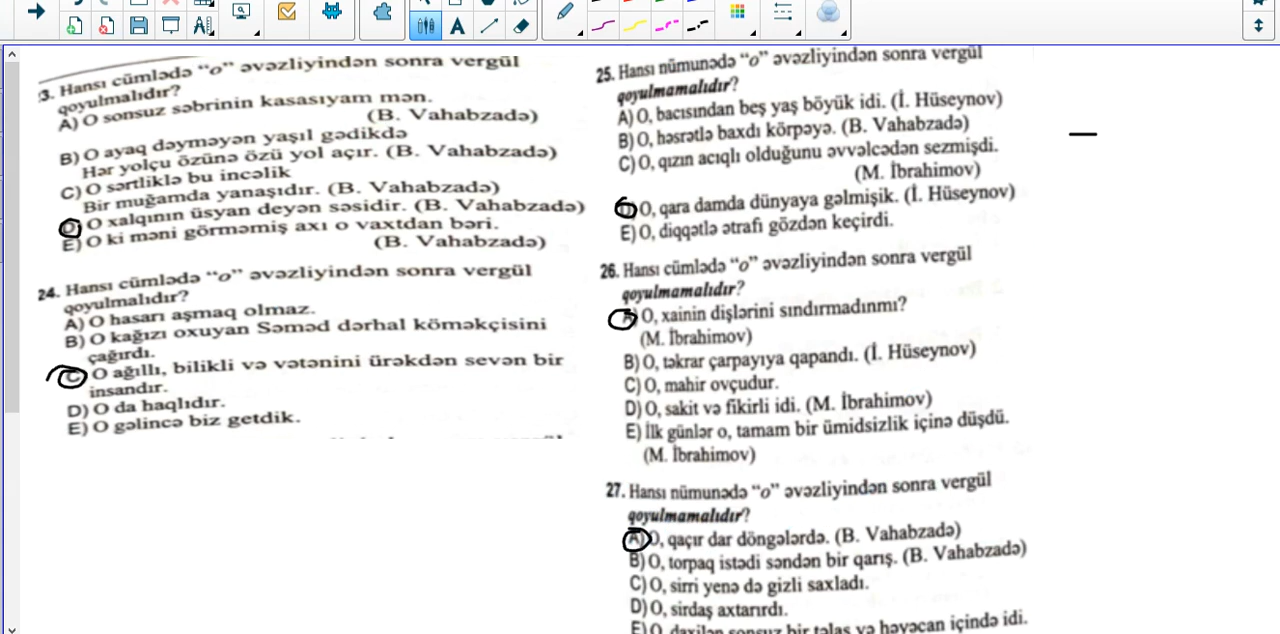 3. Hansı cümlədə “o” əvəzliyindən sonra vergül
qoyulmalıdır?
A) O sonsuz səbrinin kasasıyam mən.
(B. Vahabzadə)
B) O ayaq dəyməyən yaşıl gədikdə
Hər yolçu özünə özü yol açır. (B. Vahabzadə)
C) O sərtliklə bu incəlik
Bir muğamda yanaşıdır. (B. Vahabzadə)
D) O xalqının üsyan deyən səsidir. (B. Vahabzadə)
E) O ki məni görməmiş axı o vaxtdan bəri.
(B. Vahabzadə)
24. Hansı cümlədə “o” əvəzliyindən sonra vergül
qoyulmalıdır?
A) O hasarı aşmaq olmaz.
B) O kağızı oxuyan Səməd dərhal köməkçisini
çağırdı.
C) O ağıllı, bilikli və vətənini ürəkdən sevən bir
insandır.
D) O da haqlıdır.
E) O gəlincə biz getdik.
25. Hansı nümunədə “o” əvəzliyindən sonra vergül
qoyulmamalıdır?
A) O, bacısından beş yaş böyük idi. (İ. Hüseynov)
B) O, həsrətlə baxdı körpəyə. (B. Vahabzadə)
C) O, qızın acıqlı olduğunu əvvəlcədən sezmişdi.
(M. İbrahimov)
D) O, qara damda dünyaya gəlmişik. (İ. Hüseynov)
E) O, diqqətlə ətrafı gözdən keçirdi.
26. Hansı cümlədə “o” əvəzliyindən sonra vergül
qoyulmamalıdır?
A) O, xainin dişlərini sındırmadınmı?
(M. İbrahimov)
B) O, təkrar çarpayıya qapandı. (İ. Hüseynov)
C) O, mahir ovçudur.
D) O, sakit və fikirli idi. (M. İbrahimov)
E) İlk günlər o, tamam bir ümidsizlik içinə düşdü.
(M. İbrahimov)
27. Hansı nümunədə “o” əvəzliyindən sonra vergül
qoyulmamalıdır?
A) O, qaçır dar döngələrdə. (B. Vahabzadə)
B) O, torpaq istədi səndən bir qarış. (B. Vahabzadə)
C) O, sirri yenə də gizli saxladı.
D) O, sirdaş axtarırdı.
E) O, daxilən sonsuz bir təlaş və həyəcan içində idi.